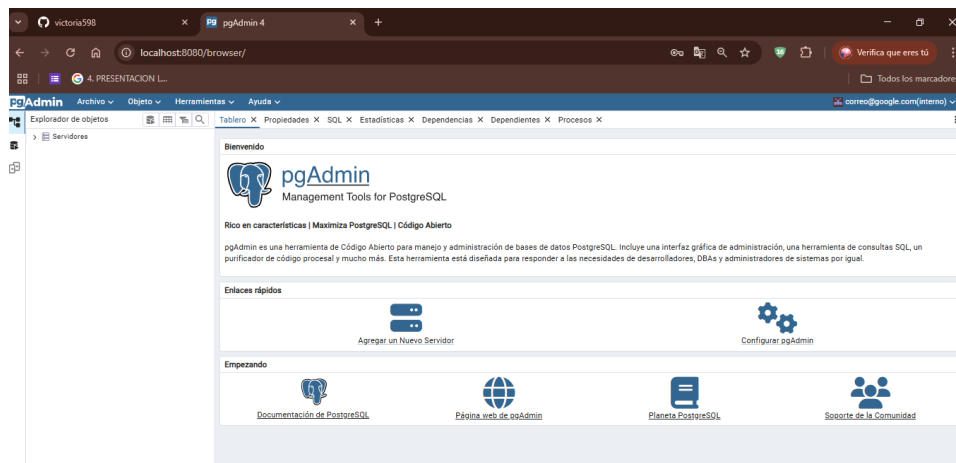 victoria598
pgAdmin 4
localhost:8080/browser/
16
Verifica que eres tú
4. PRESENTACION L...
Todos los marcadores
pgAdmin Archivo Objeto Herramientas Ayuda
correo@google.com(interno)
Explorador de objetos
Tablero X Propiedades X SQL X Estadísticas X Dependencias X Dependientes X Procesos X
Servidores
Bienvenido
pgAdmin
Management Tools for PostgreSQL
Rico en características | Maximiza PostgreSQL | Código Abierto
pgAdmin es una herramienta de Código Abierto para manejo y administración de bases de datos PostgreSQL. Incluye una interfaz gráfica de administración, una herramienta de consultas SQL, un
purificador de código procesal y mucho más. Esta herramienta está diseñada para responder a las necesidades de desarrolladores, DBAs y administradores de sistemas por igual.
Enlaces rápidos
Agregar un Nuevo Servidor
Configurar pgAdmin
Empezando
Documentación de PostgreSQL
Página web de pgAdmin
Planeta PostgreSQL
Soporte de la Comunidad